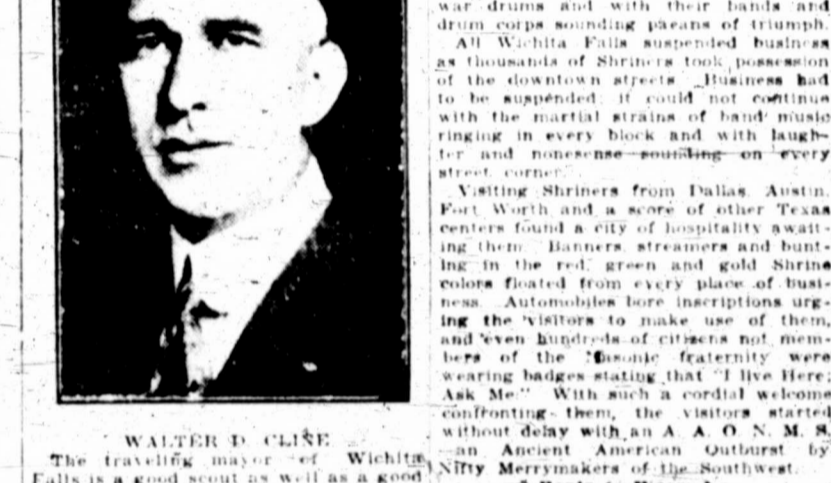 WALTER D. CLINE
The traveling mayor of Wichita
Falls is a good scout as well as a good
war drums and with their bands and
drum corps sounding paeans of triumph.
All Wichita Falls suspended business
as thousands of Shriners took possession
of the downtown streets. Business had
to be suspended; it could not continue
with the martial strains of band music
ringing in every block and with laugh-
ter and nonesense sounding on every
street corner.
Visiting Shriners from Dallas, Austin,
Fort Worth and a score of other Texas
centers found a city of hospitality await-
ing them. Banners, streamers and bunt-
ing in the red, green and gold Shrine
colors floated from every place of busi-
ness. Automobiles bore inscriptions urg-
ing the visitors to make use of them,
and even hundreds of citizens not mem-
bers of the Masonic fraternity were
wearing badges stating that "I live Here;
Ask Me." With such a cordial welcome
confronting them, the visitors started
without delay with an A. A. O. N. M. S.
—an Ancient American Outburst by
Nifty Merrymakers of the Southwest.